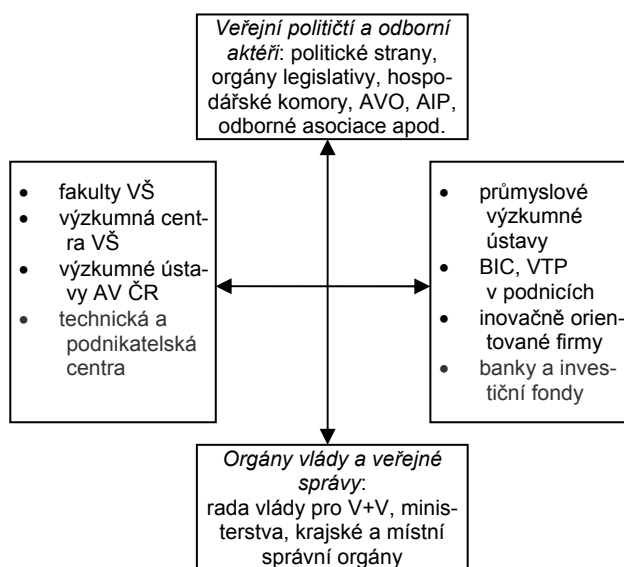 Veřejní političtí a odborní
aktéři: politické strany,
orgány legislativy, hospo-
dářské komory, AVO, AIP,
odborné asociace apod.
• fakulty VŠ
• výzkumná cent-
ra VŠ
• výzkumné ústa-
vy AV ČR
• technická a
podnikatelská
centra
• průmyslové
výzkumné
ústavy
• BIC, VTP
v podnicích
• inovačně orien-
tované firmy
• banky a inves-
tiční fondy
Orgány vlády a veřejné
správy:
rada vlády pro V+V, minis-
terstva, krajské a místní
správní orgány